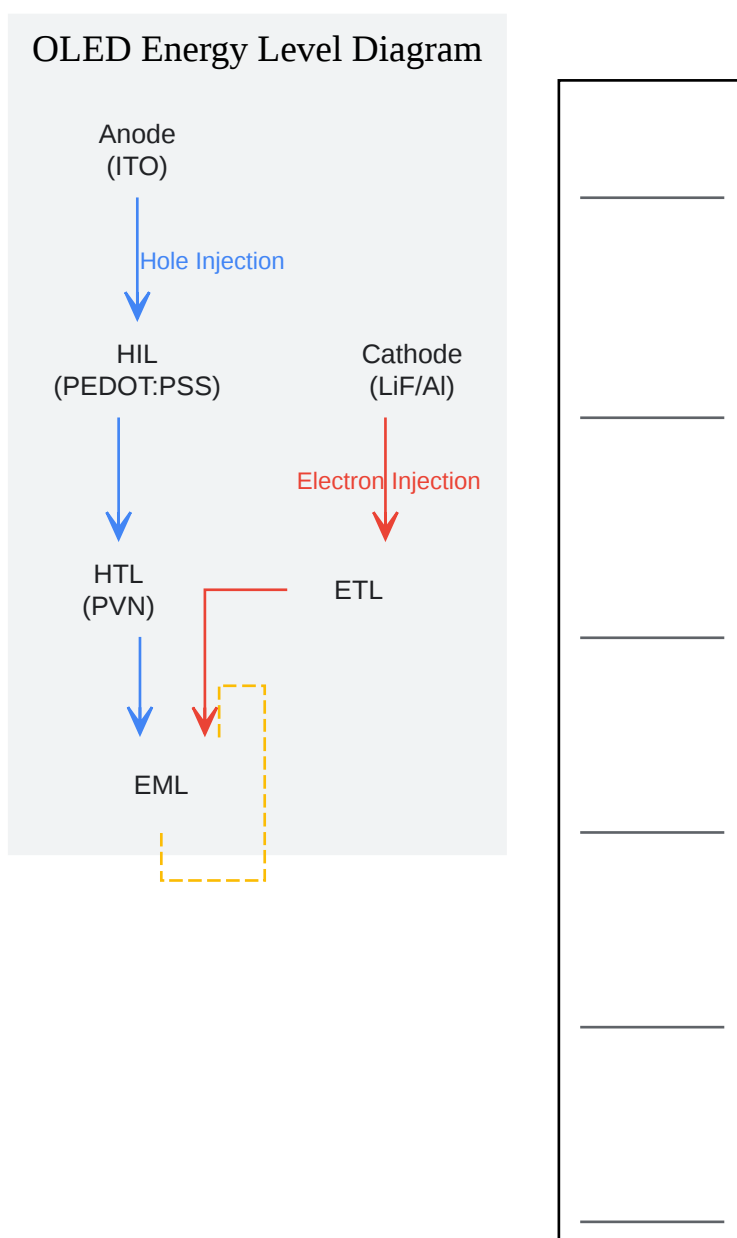 OLED Energy Level Diagram
Anode
(ITO)
Hole Injection
HIL
(PEDOT:PSS)
Cathode
(LiF/Al)
Electron Injection
HTL
(PVN)
ETL
EML